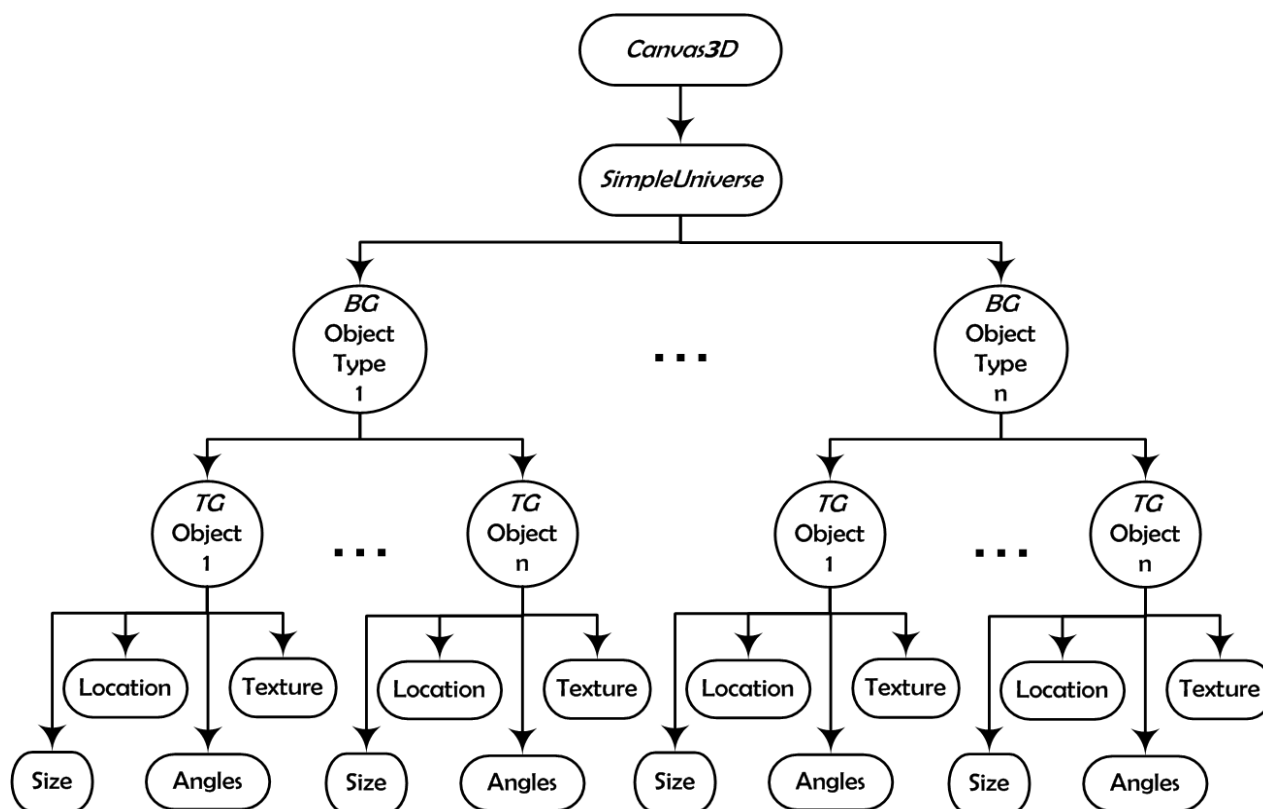 Canvas3D
SimpleUniverse
BG
Object
Type
1
...
BG
Object
Type
n
TG
Object
1
...
TG
Object
n
TG
Object
1
...
TG
Object
n
Location
Texture
Location
Texture
Location
Texture
Location
Texture
Size
Angles
Size
Angles
Size
Angles
Size
Angles